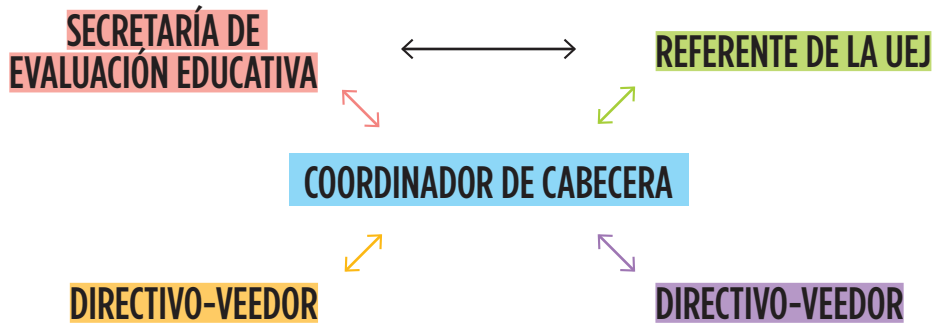 SECRETARÍA DE
EVALUACIÓN EDUCATIVA
REFERENTE DE LA UEJ
COORDINADOR DE CABECERA
DIRECTIVO-VEEDOR
DIRECTIVO-VEEDOR